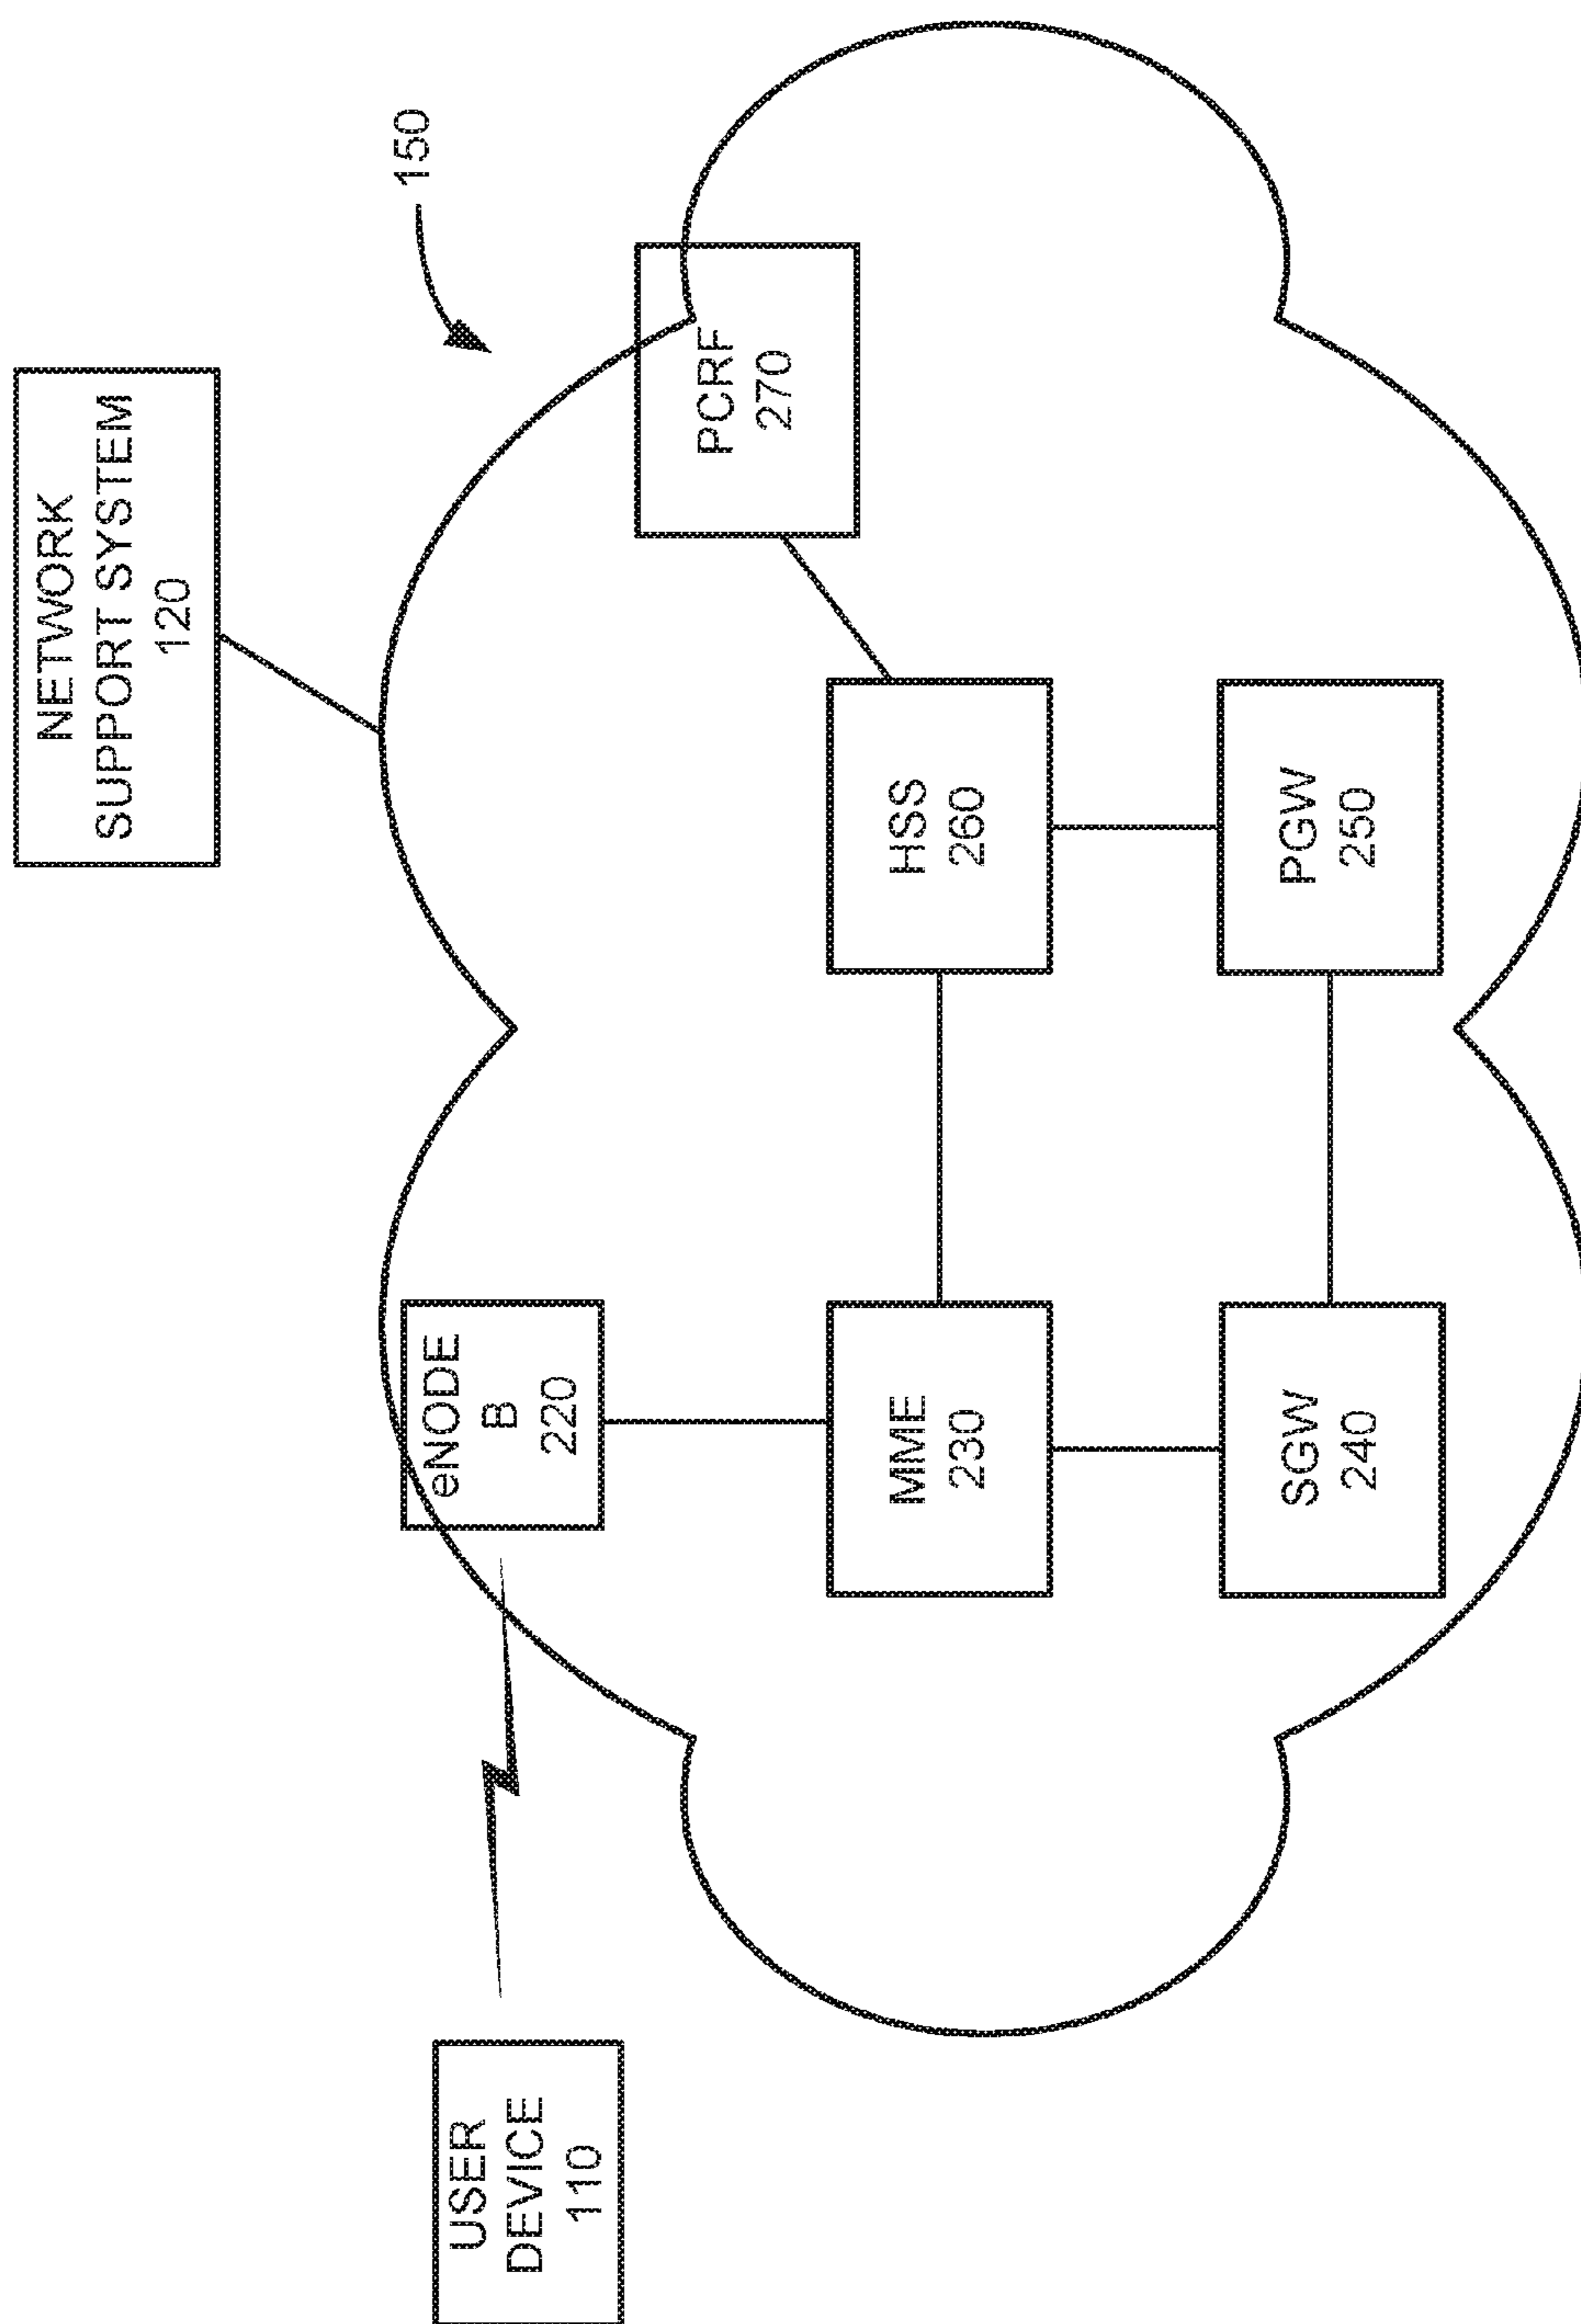 NETWORK
SUPPORT SYSTEM
120
150
USER
DEVICE
110
eNODE
B
220
PCRF
270
MME
230
HSS
260
SGW
240
PGW
250